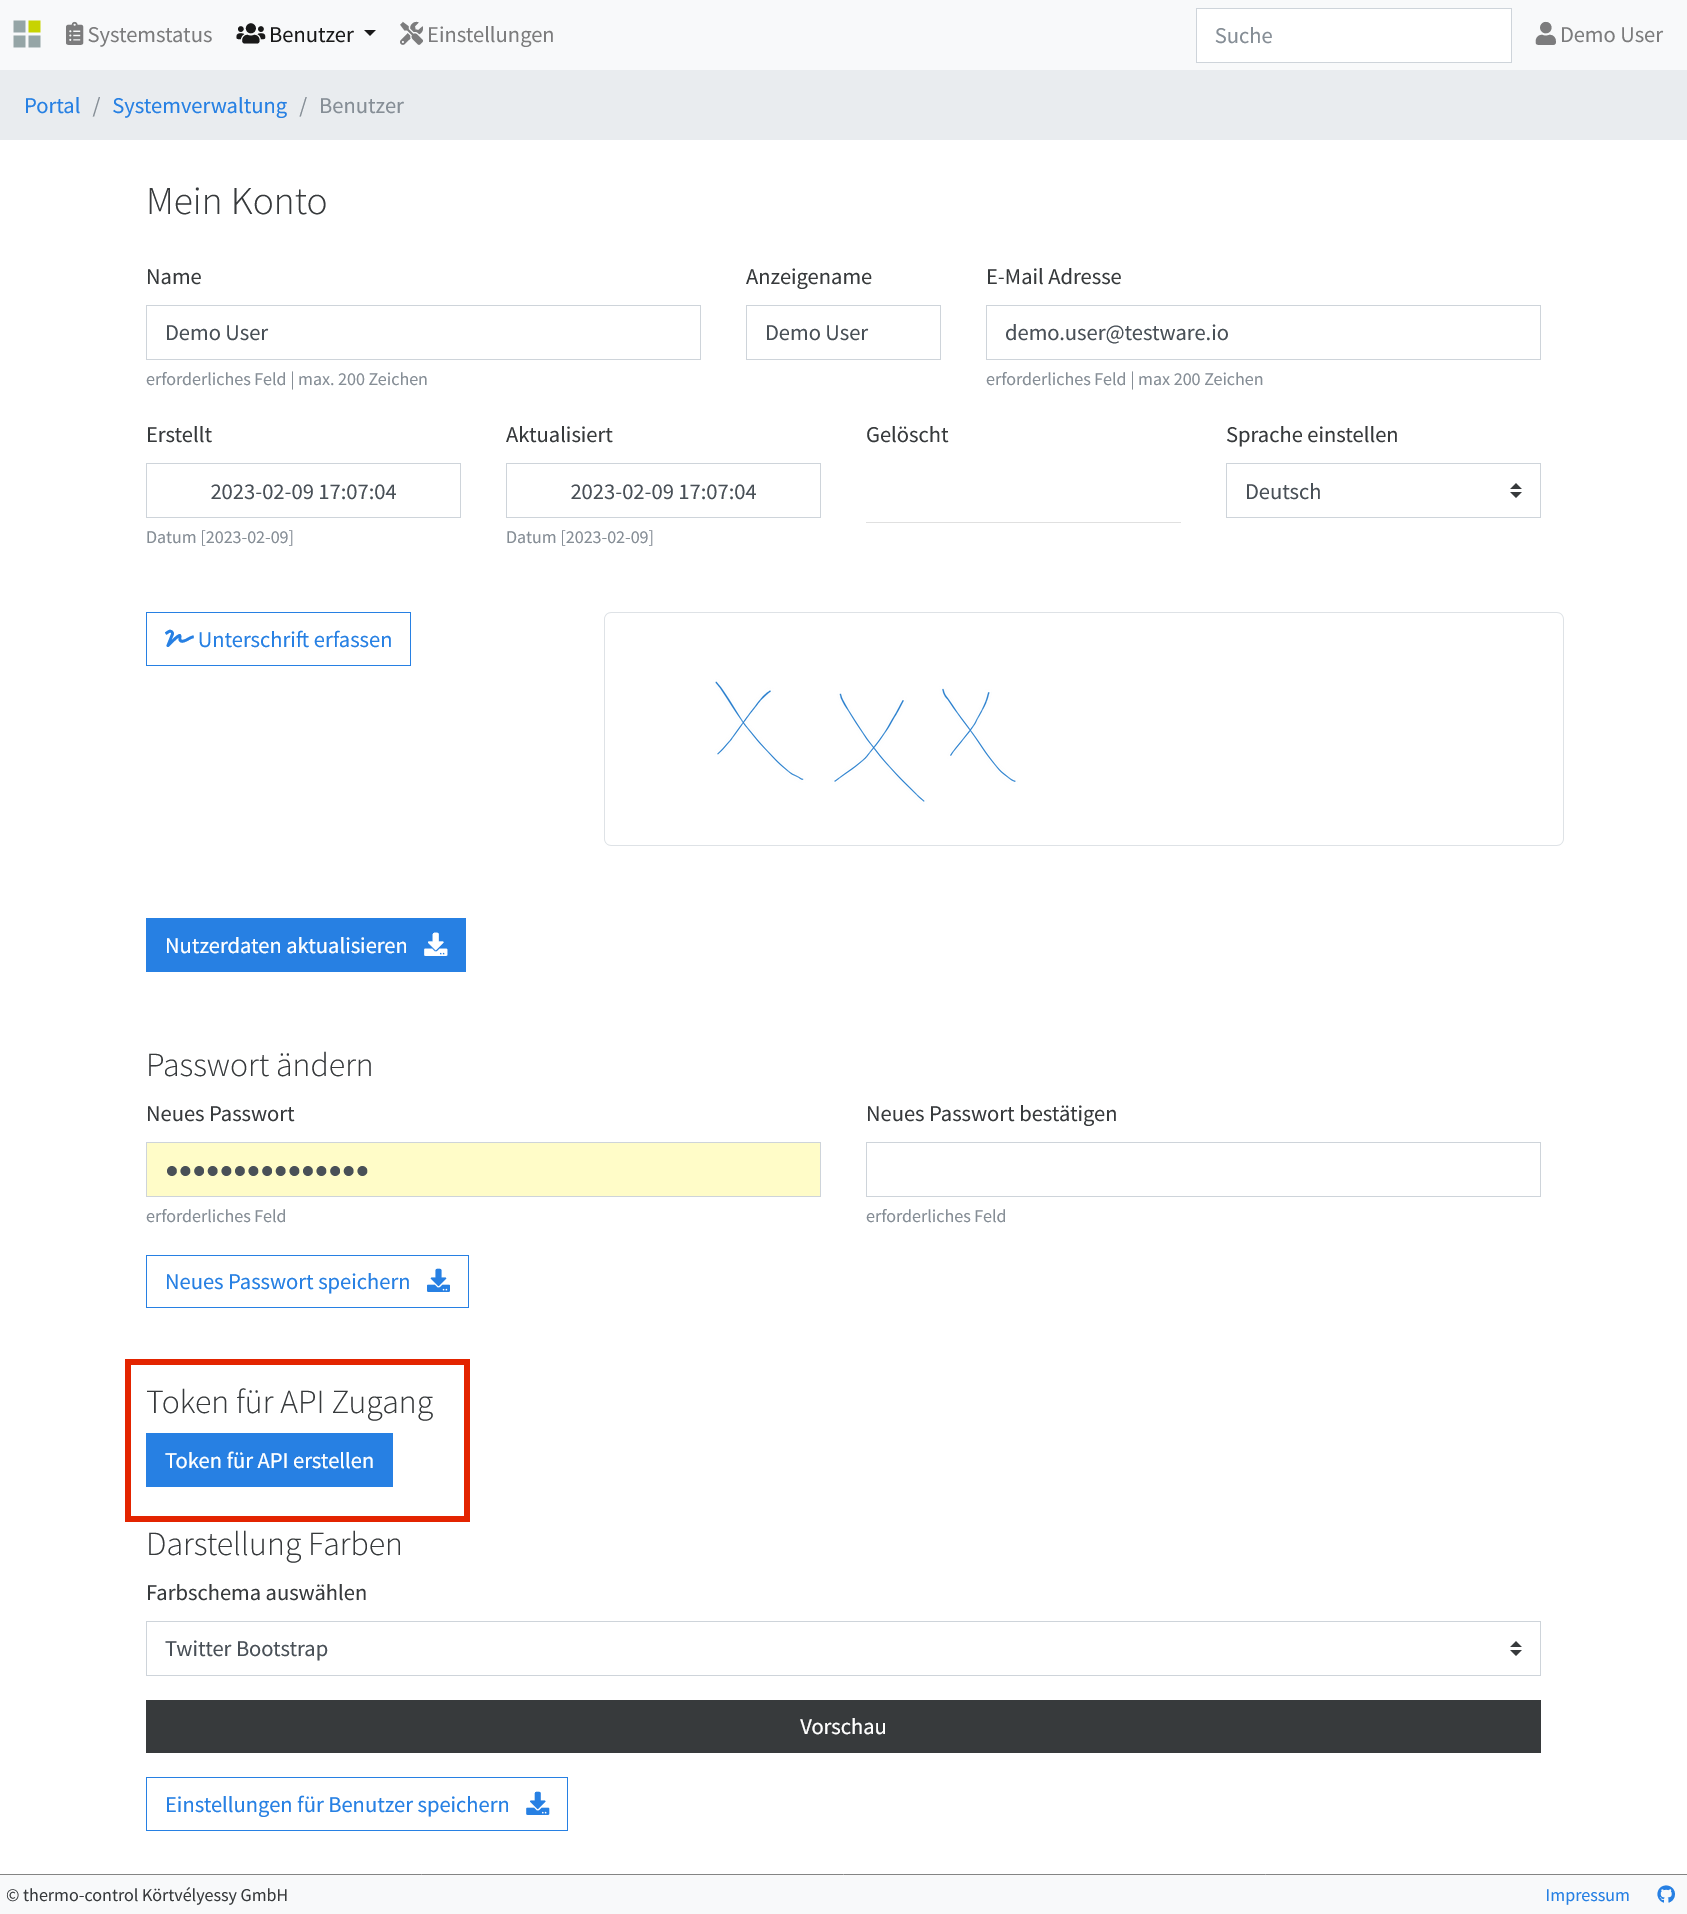 Systemstatus Benutzer Einstellungen Suche Demo User
Portal / Systemverwaltung / Benutzer
Mein Konto
Name Anzeigename E-Mail Adresse
Demo User Demo User demo.user@testware.io
erforderliches Feld | max. 200 Zeichen erforderliches Feld | max 200 Zeichen
Erstellt Aktualisiert Gelöscht Sprache einstellen
2023-02-09 17:07:04 2023-02-09 17:07:04 Deutsch
Datum [2023-02-09] Datum [2023-02-09]
Unterschrift erfassen
X X X
Nutzerdaten aktualisieren
Passwort ändern
Neues Passwort Neues Passwort bestätigen
•••••••••••••••
erforderliches Feld erforderliches Feld
Neues Passwort speichern
Token für API Zugang
Token für API erstellen
Darstellung Farben
Farbschema auswählen
Twitter Bootstrap
Vorschau
Einstellungen für Benutzer speichern
© thermo-control Körtvélyessy GmbH Impressum